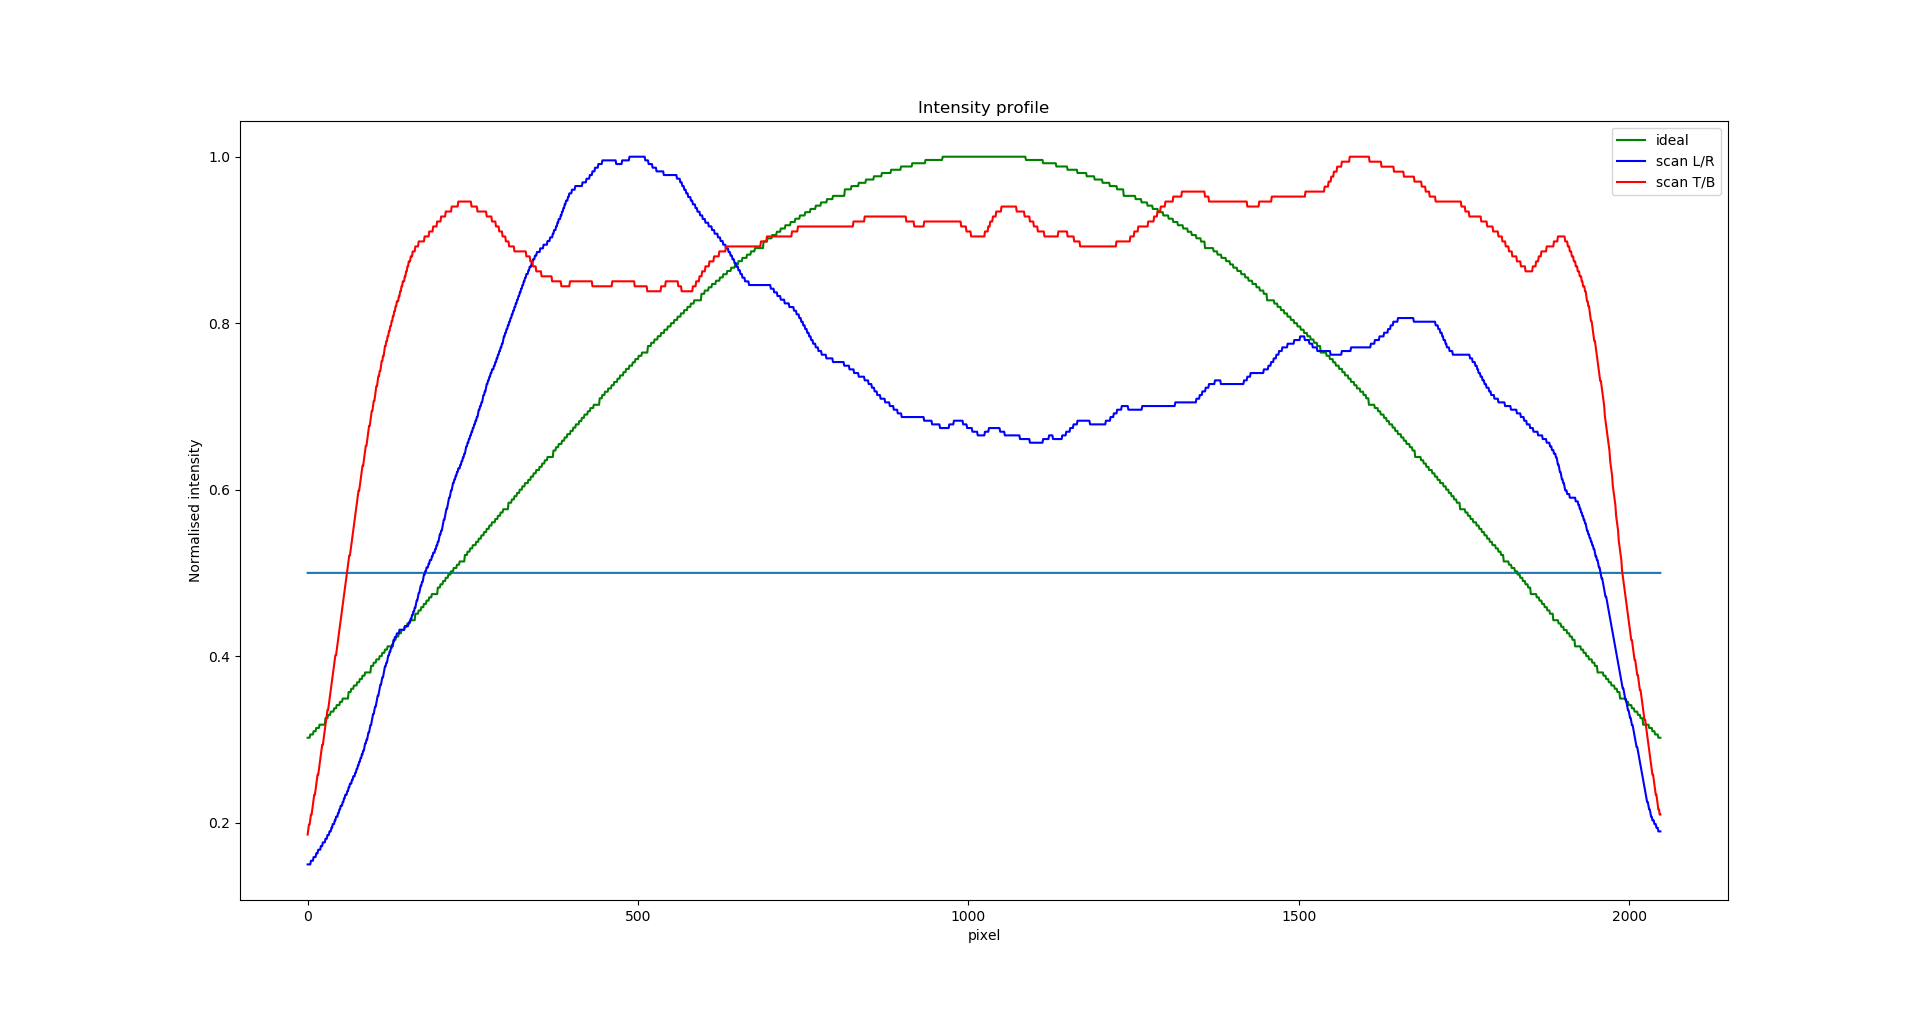 Intensity profile
ideal
scan L/R
scan T/B
Normalised intensity
1.0
0.8
0.6
0.4
0.2
0
500
1000
1500
2000
pixel